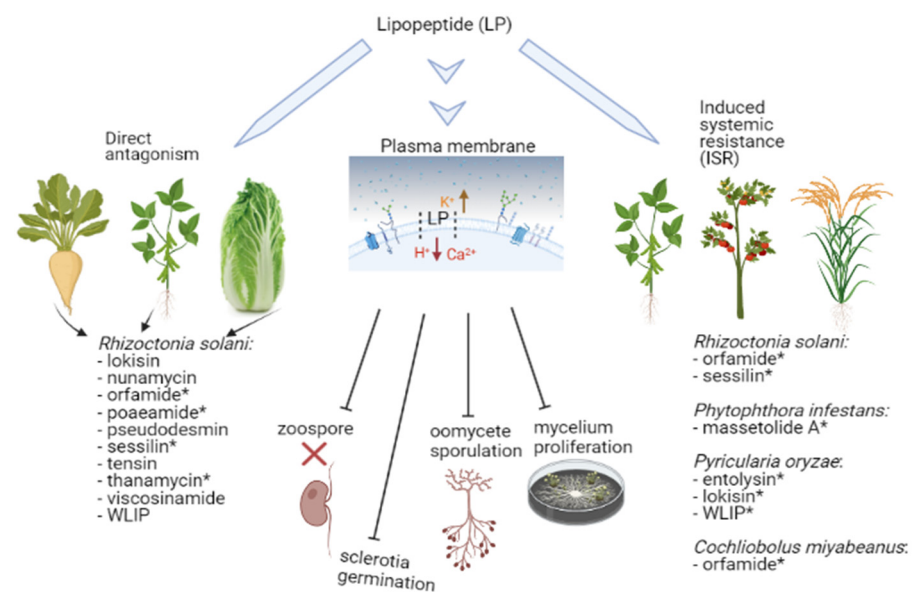 Lipopeptide (LP)
Direct
antagonism
Plasma membrane
K⁺
LP
H⁺ Ca²⁺
Induced
systemic
resistance
(ISR)
Rhizoctonia solani:
- lokisin
- nunamycin
- orfamide*
- poaeamide*
- pseudodesmin
- sessilin*
- tensin
- thanamycin*
- viscosinamide
- WLIP
zoospore
sclerotia
germination
oomycete
sporulation
mycelium
proliferation
Rhizoctonia solani:
- orfamide*
- sessilin*
Phytophthora infestans:
- massetolide A*
Pyricularia oryzae:
- entolysin*
- lokisin*
- WLIP*
Cochliobolus miyabeanus:
- orfamide*